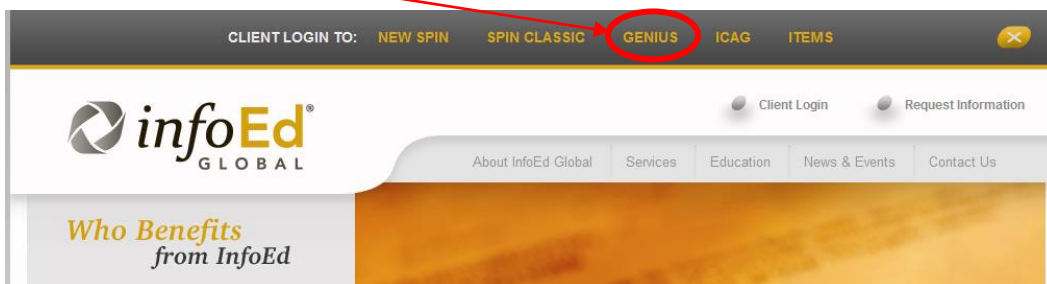 CLIENT LOGIN TO: NEW SPIN SPIN CLASSIC GENIUS ICAG ITEMS
Client Login Request Information
infoEd®
GLOBAL
About InfoEd Global Services Education News & Events Contact Us
Who Benefits
from InfoEd